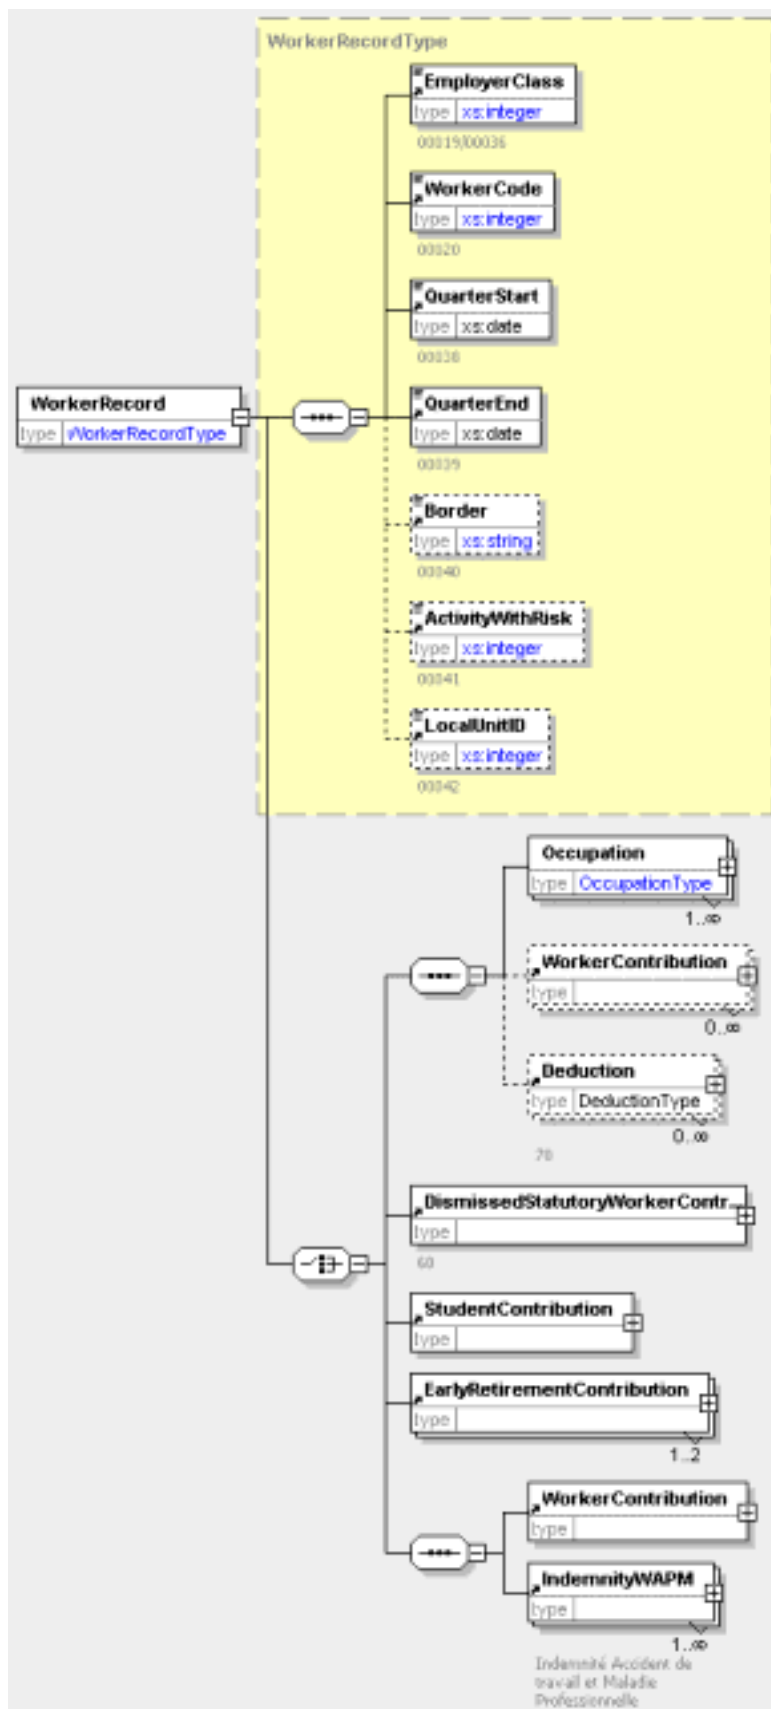 WorkerRecordType
EmployerClass
type xs:integer
00019/00036
WorkerCode
type xs:integer
00020
QuarterStart
type xs:date
00038
WorkerRecord
type WorkerRecordType
QuarterEnd
type xs:date
00039
Border
type xs:string
00040
ActivityWithRisk
type xs:integer
00041
LocalUnitID
type xs:integer
00042
Occupation
type OccupationType
1..∞
WorkerContribution
type
0..∞
Deduction
type DeductionType
0..∞
70
DismissedStatutoryWorkerContr...
type
60
StudentContribution
type
EarlyRetirementContribution
type
1..2
WorkerContribution
type
IndemnityWAPM
type
1..∞
Indemnité Accident de
travail et Maladie
Professionnelle